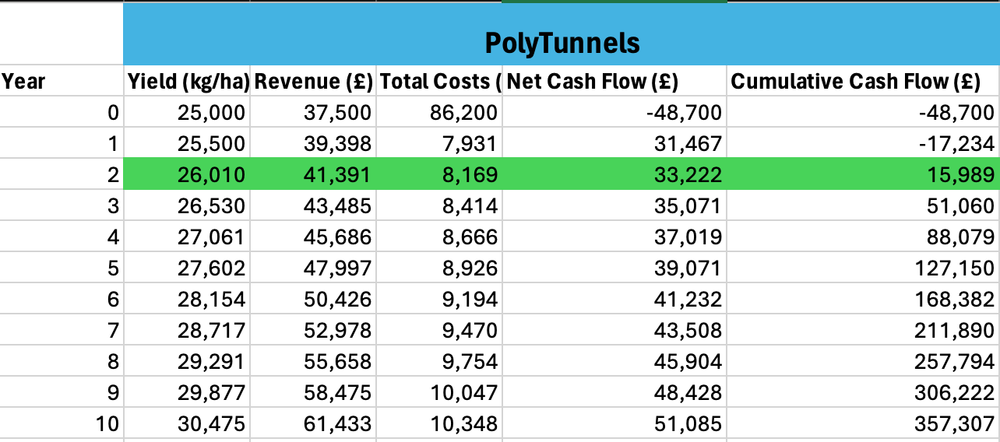 PolyTunnels
Year Yield (kg/ha) Revenue (£) Total Costs ( Net Cash Flow (£) Cumulative Cash Flow (£)
0 25,000 37,500 86,200 -48,700 -48,700
1 25,500 39,398 7,931 31,467 -17,234
2 26,010 41,391 8,169 33,222 15,989
3 26,530 43,485 8,414 35,071 51,060
4 27,061 45,686 8,666 37,019 88,079
5 27,602 47,997 8,926 39,071 127,150
6 28,154 50,426 9,194 41,232 168,382
7 28,717 52,978 9,470 43,508 211,890
8 29,291 55,658 9,754 45,904 257,794
9 29,877 58,475 10,047 48,428 306,222
10 30,475 61,433 10,348 51,085 357,307